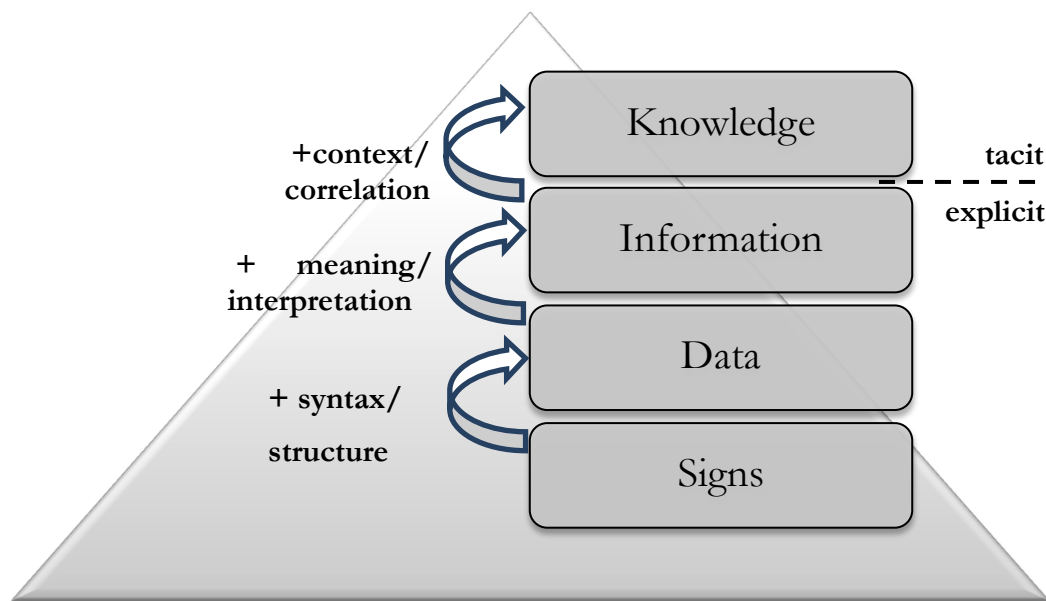 Knowledge
+context/
correlation
tacit
explicit
Information
+ meaning/
interpretation
Data
+ syntax/
structure
Signs